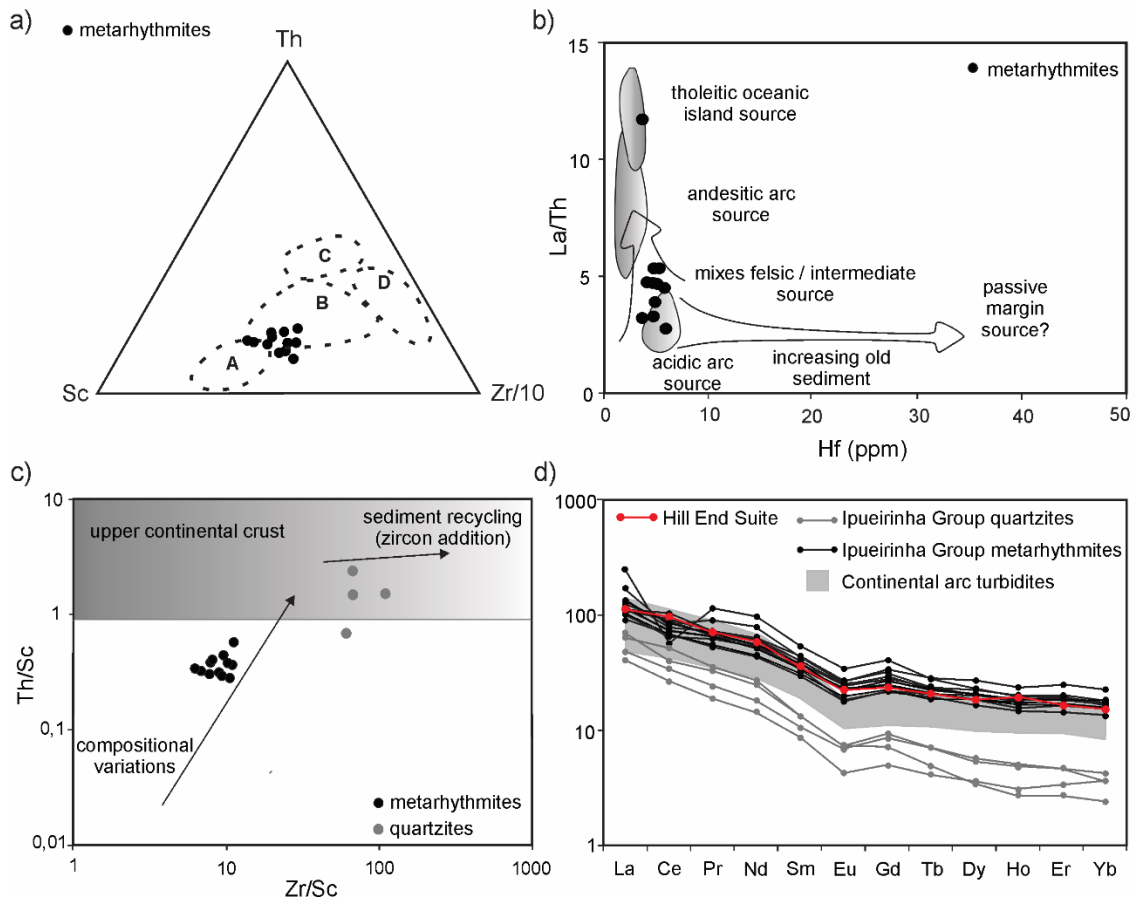 a)
metarhythmites
Th
C
D
B
A
Sc
Zr/10
b)
15
metarhythmites
tholeitic oceanic
island source
10
La/Th
andesitic arc
source
5
mixes felsic / intermediate
source
passive
margin
source?
acidic arc
source
increasing old
sediment
0
0
10
20
30
40
50
Hf (ppm)
c)
10
upper continental crust
sediment recycling
(zircon addition)
1
Th/Sc
0,1
compositional
variations
metarhythmites
quartzites
0,01
1
10
100
1000
Zr/Sc
d)
1000
Hill End Suite
Ipueirinha Group quartzites
Ipueirinha Group metarhythmites
Continental arc turbidites
100
10
1
La Ce Pr Nd Sm Eu Gd Tb Dy Ho Er Yb